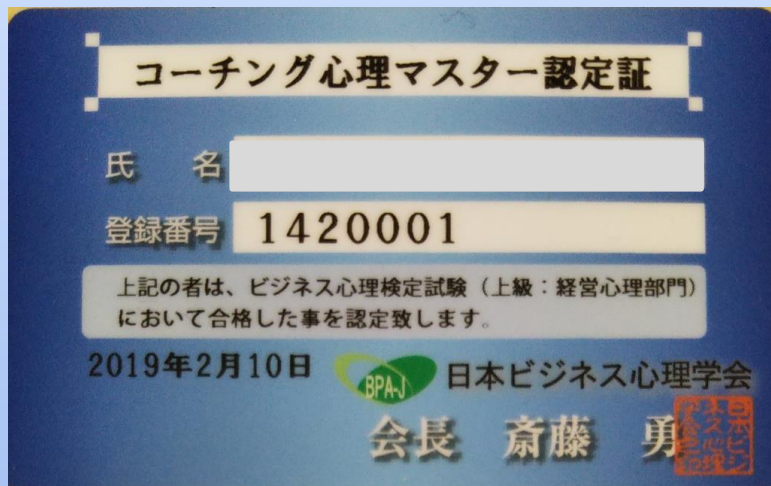 コーチング心理マスター認定証
氏 名
登録番号 1420001
上記の者は、ビジネス心理検定試験（上級：経営心理部門）
において合格した事を認定致します。
2019年2月10日 BPA-J 日本ビジネス心理学会
会長 斎藤 勇